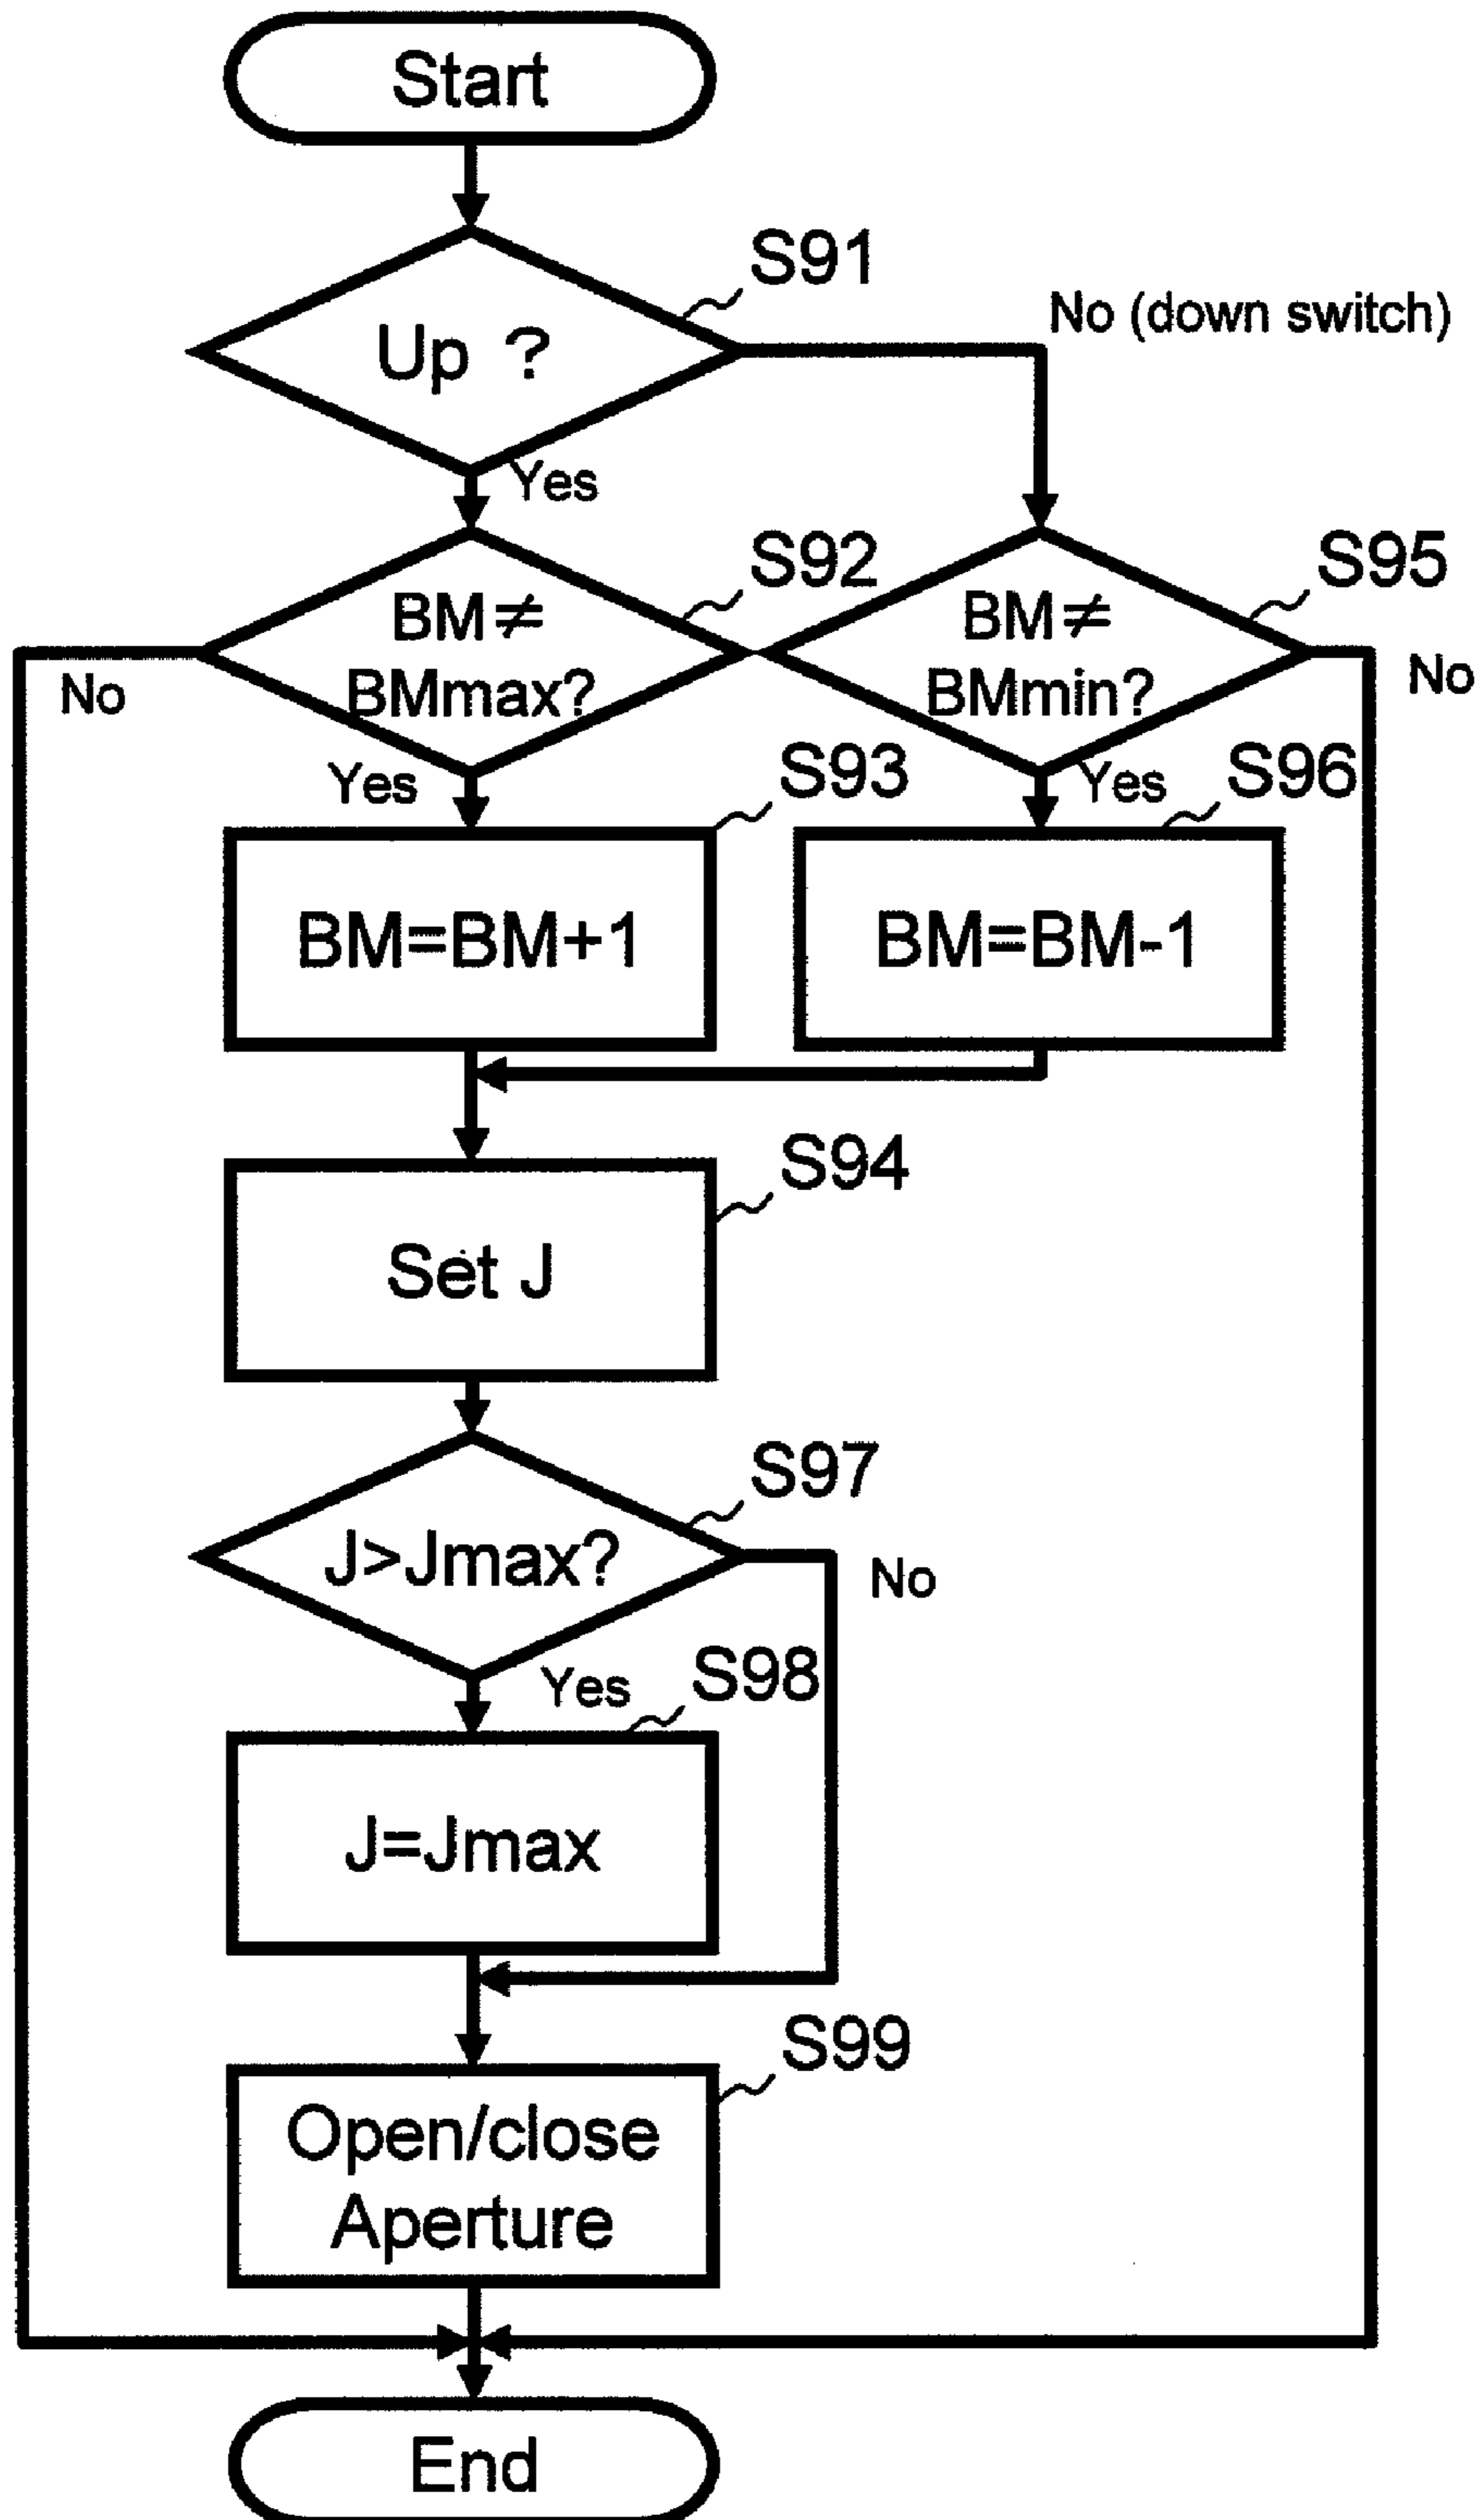 Start
S91
No (down switch)
Up ?
Yes
S92
S95
BM≠
BMmax?
BM≠
BMmin?
No
No
Yes
S93
Yes
S96
BM=BM+1
BM=BM-1
S94
Set J
S97
J>Jmax?
No
Yes
S98
J=Jmax
S99
Open/close
Aperture
End